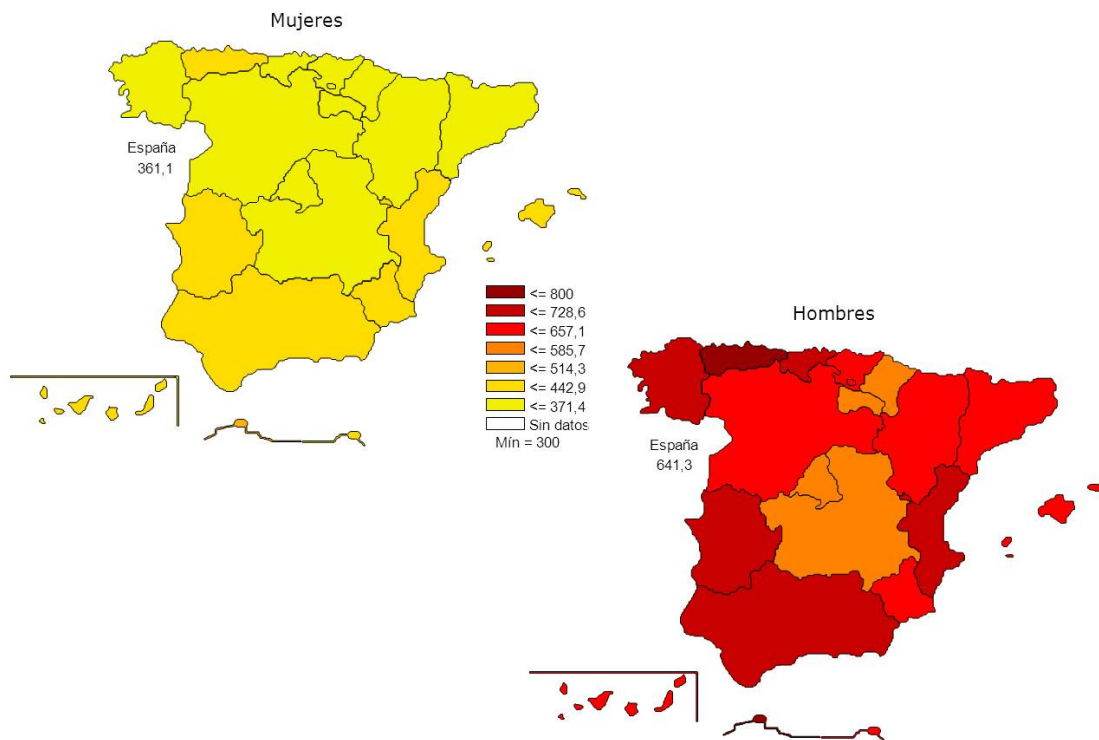 Mujeres
España
361,1
<= 800
<= 728,6
<= 657,1
<= 585,7
<= 514,3
<= 442,9
<= 371,4
Sin datos
Mín = 300
Hombres
España
641,3